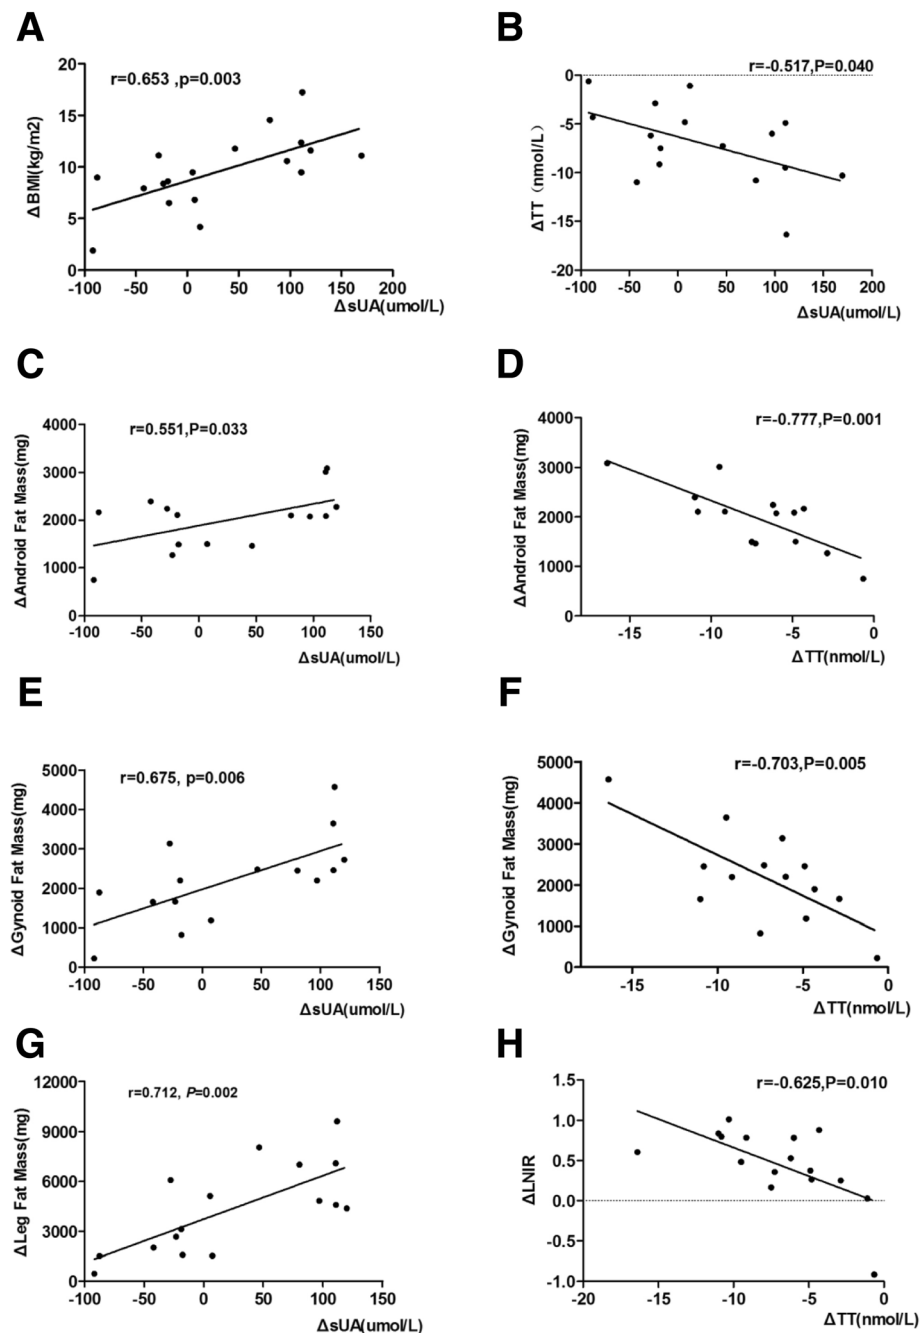 A
B
r=0.653 ,p=0.003
20
15
10
5
0
ΔBMI(kg/m2)
-100 -50 0 50 100 150 200
ΔsUA(umol/L)
r=-0.517,P=0.040
0
-5
-10
-15
-20
ΔTT (nmol/L)
-100 -50 0 50 100 150 200
ΔsUA(umol/L)
C
D
r=0.551,P=0.033
4000
3000
2000
1000
0
ΔAndroid Fat Mass(mg)
-100 -50 0 50 100 150
ΔsUA(umol/L)
r=-0.777,P=0.001
4000
3000
2000
1000
0
ΔAndroid Fat Mass(mg)
-15 -10 -5 0
ΔTT(nmol/L)
E
F
r=0.675, p=0.006
5000
4000
3000
2000
1000
0
ΔGynoid Fat Mass(mg)
-100 -50 0 50 100 150
ΔsUA(umol/L)
r=-0.703,P=0.005
5000
4000
3000
2000
1000
0
ΔGynoid Fat Mass(mg)
-15 -10 -5 0
ΔTT(nmol/L)
G
H
r=0.712, P=0.002
12000
9000
6000
3000
0
ΔLeg Fat Mass(mg)
-100 -50 0 50 100 150
ΔsUA(umol/L)
r=-0.625,P=0.010
1.5
1.0
0.5
0.0
-0.5
-1.0
ΔLNIR
-20 -15 -10 -5 0
ΔTT(nmol/L)